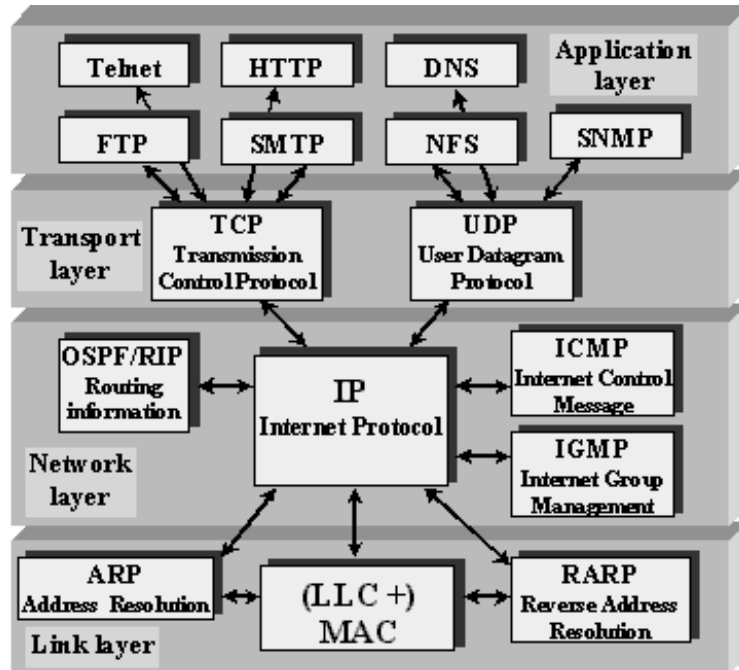 Telnet
HTTP
DNS
Application
layer
FTP
SMTP
NFS
SNMP
Transport
layer
TCP
Transmission
Control Protocol
UDP
User Datagram
Protocol
OSPF/RIP
Routing
information
IP
Internet Protocol
ICMP
Internet Control
Message
IGMP
Internet Group
Management
Network
layer
ARP
Address Resolution
(LLC +)
MAC
RARP
Reverse Address
Resolution
Link layer